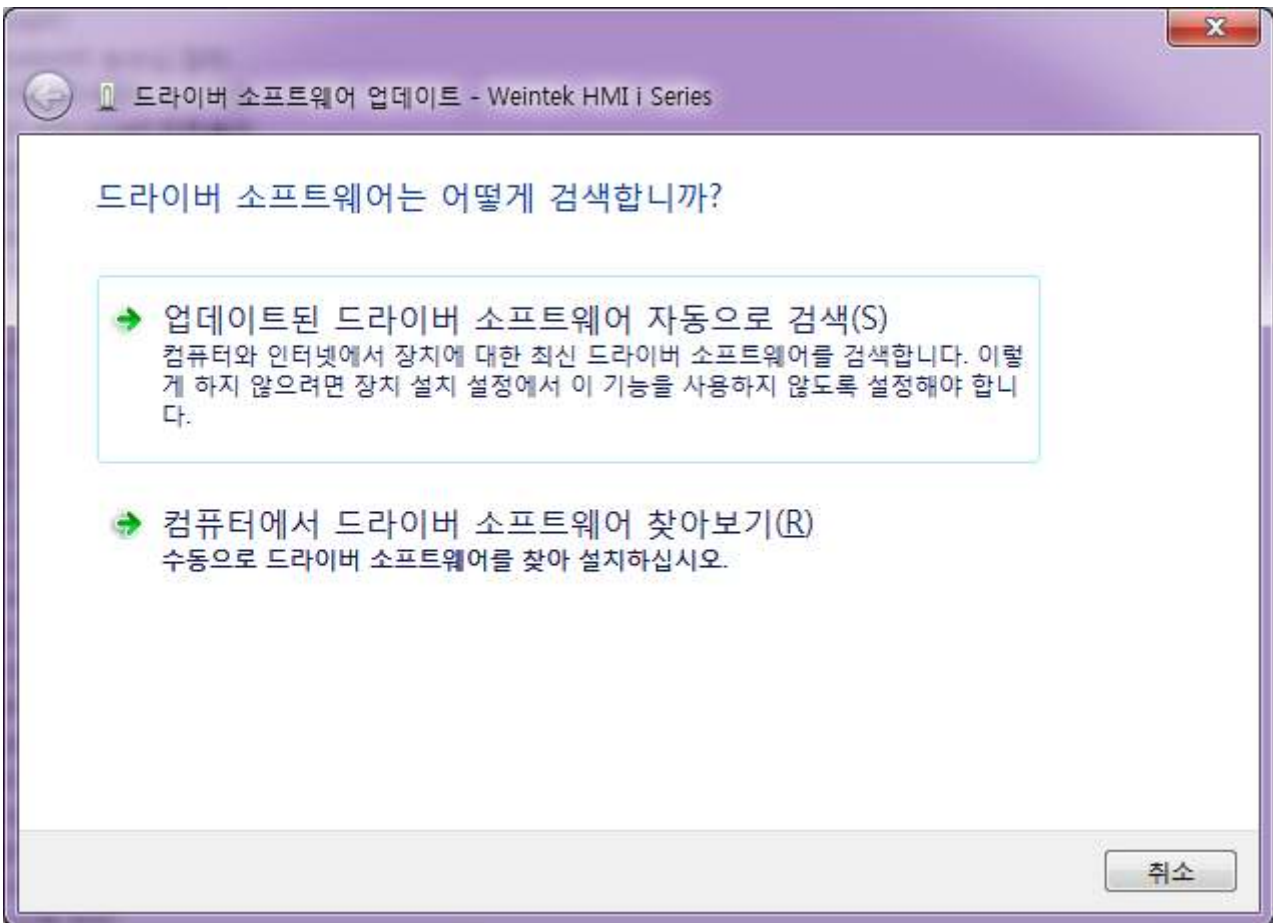 드라이버 소프트웨어 업데이트 - Weintek HMI i Series
드라이버 소프트웨어는 어떻게 검색합니까?
업데이트된 드라이버 소프트웨어 자동으로 검색(S)
컴퓨터와 인터넷에서 장치에 대한 최신 드라이버 소프트웨어를 검색합니다. 이렇
게 하지 않으려면 장치 설치 설정에서 이 기능을 사용하지 않도록 설정해야 합니
다.
컴퓨터에서 드라이버 소프트웨어 찾아보기(R)
수동으로 드라이버 소프트웨어를 찾아 설치하십시오.
취소